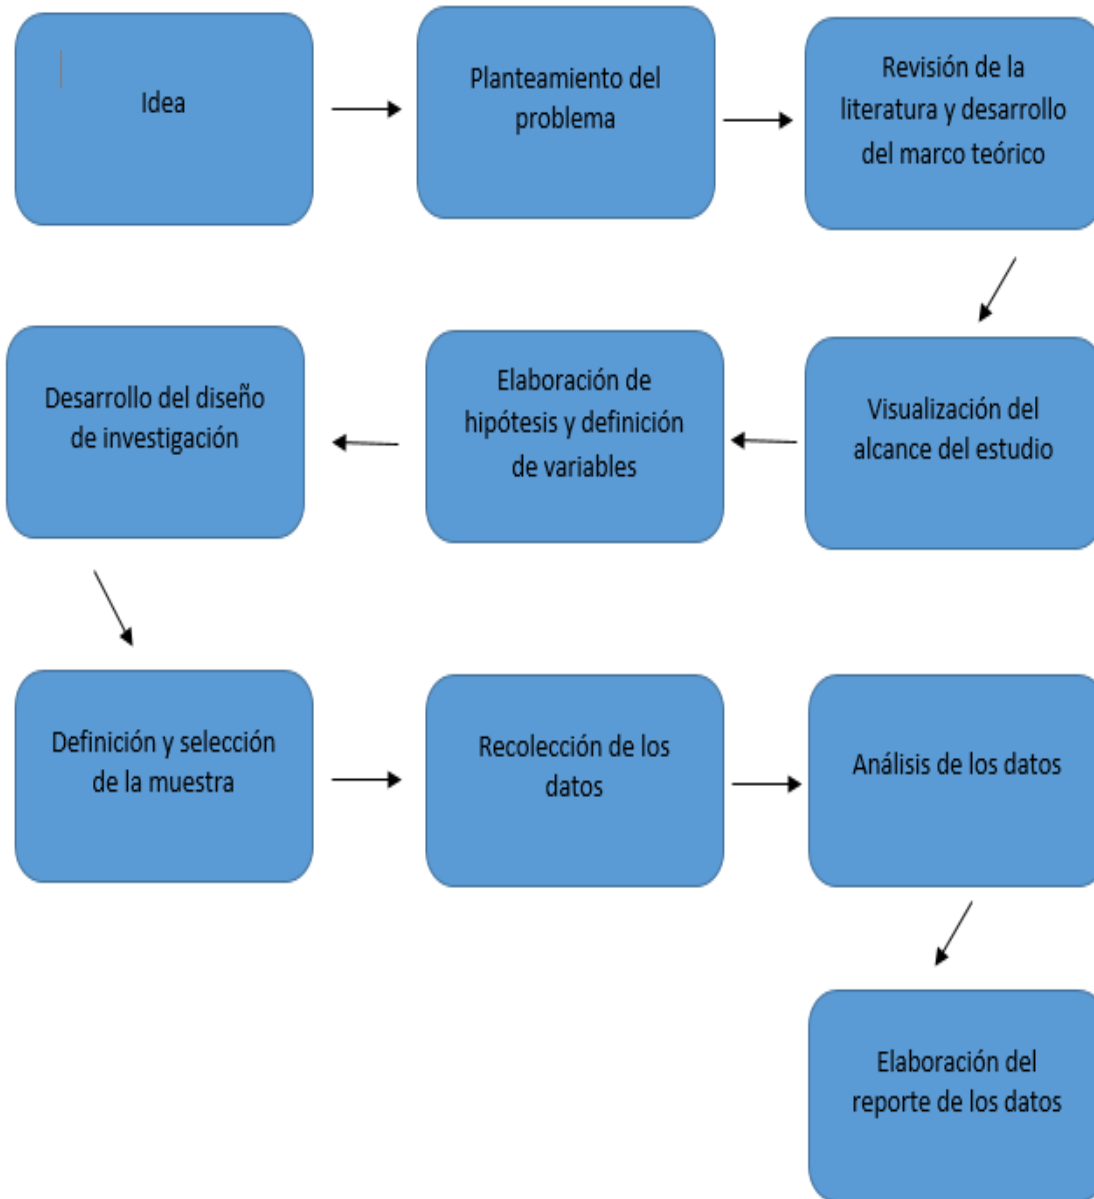 Idea
Planteamiento del
problema
Revisión de la
literatura y desarrollo
del marco teórico
Visualización del
alcance del estudio
Elaboración de
hipótesis y definición
de variables
Desarrollo del diseño
de investigación
Definición y selección
de la muestra
Recolección de los
datos
Análisis de los datos
Elaboración del
reporte de los datos